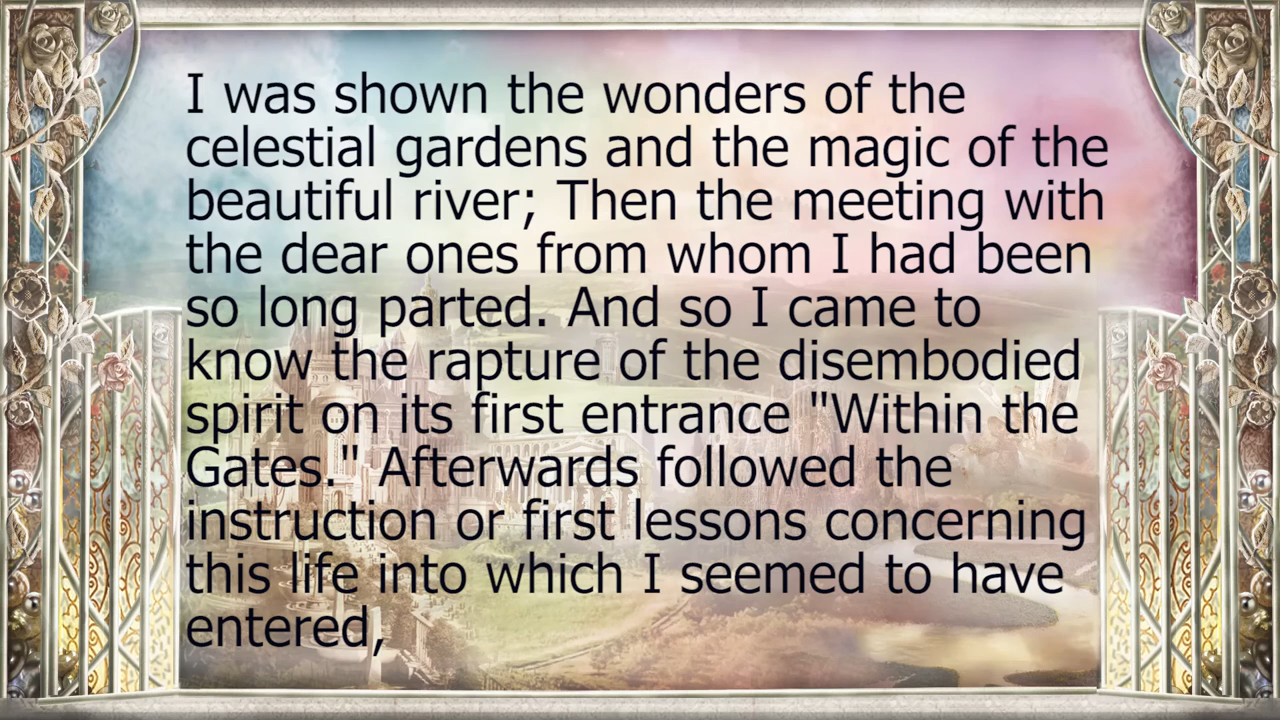 I was shown the wonders of the
celestial gardens and the magic of the
beautiful river; Then the meeting with
the dear ones from whom I had been
so long parted. And so I came to
know the rapture of the disembodied
spirit on its first entrance "Within the
Gates." Afterwards followed the
instruction or first lessons concerning
this life into which I seemed to have
entered,